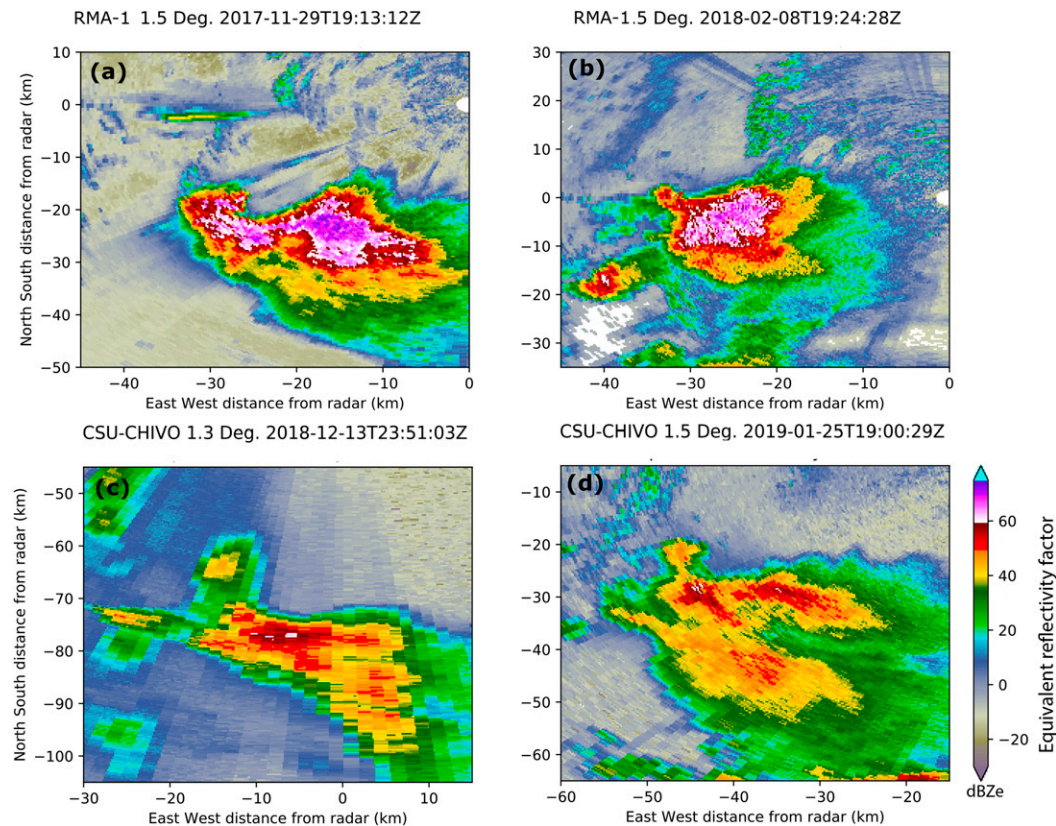 RMA-1 1.5 Deg. 2017-11-29T19:13:12Z
RMA-1.5 Deg. 2018-02-08T19:24:28Z
(a)
10
0
−10
−20
−30
−40
−50
North South distance from radar (km)
−40 −30 −20 −10 0
East West distance from radar (km)
(b)
30
20
10
0
−10
−20
−30
−40 −30 −20 −10 0
East West distance from radar (km)
CSU-CHIVO 1.3 Deg. 2018-12-13T23:51:03Z
CSU-CHIVO 1.5 Deg. 2019-01-25T19:00:29Z
(c)
−50
−60
−70
−80
−90
−100
North South distance from radar (km)
−30 −20 −10 0 10
East West distance from radar (km)
(d)
−10
−20
−30
−40
−50
−60
−60 −50 −40 −30 −20
East West distance from radar (km)
60
40
20
0
−20
dBZe
Equivalent reflectivity factor